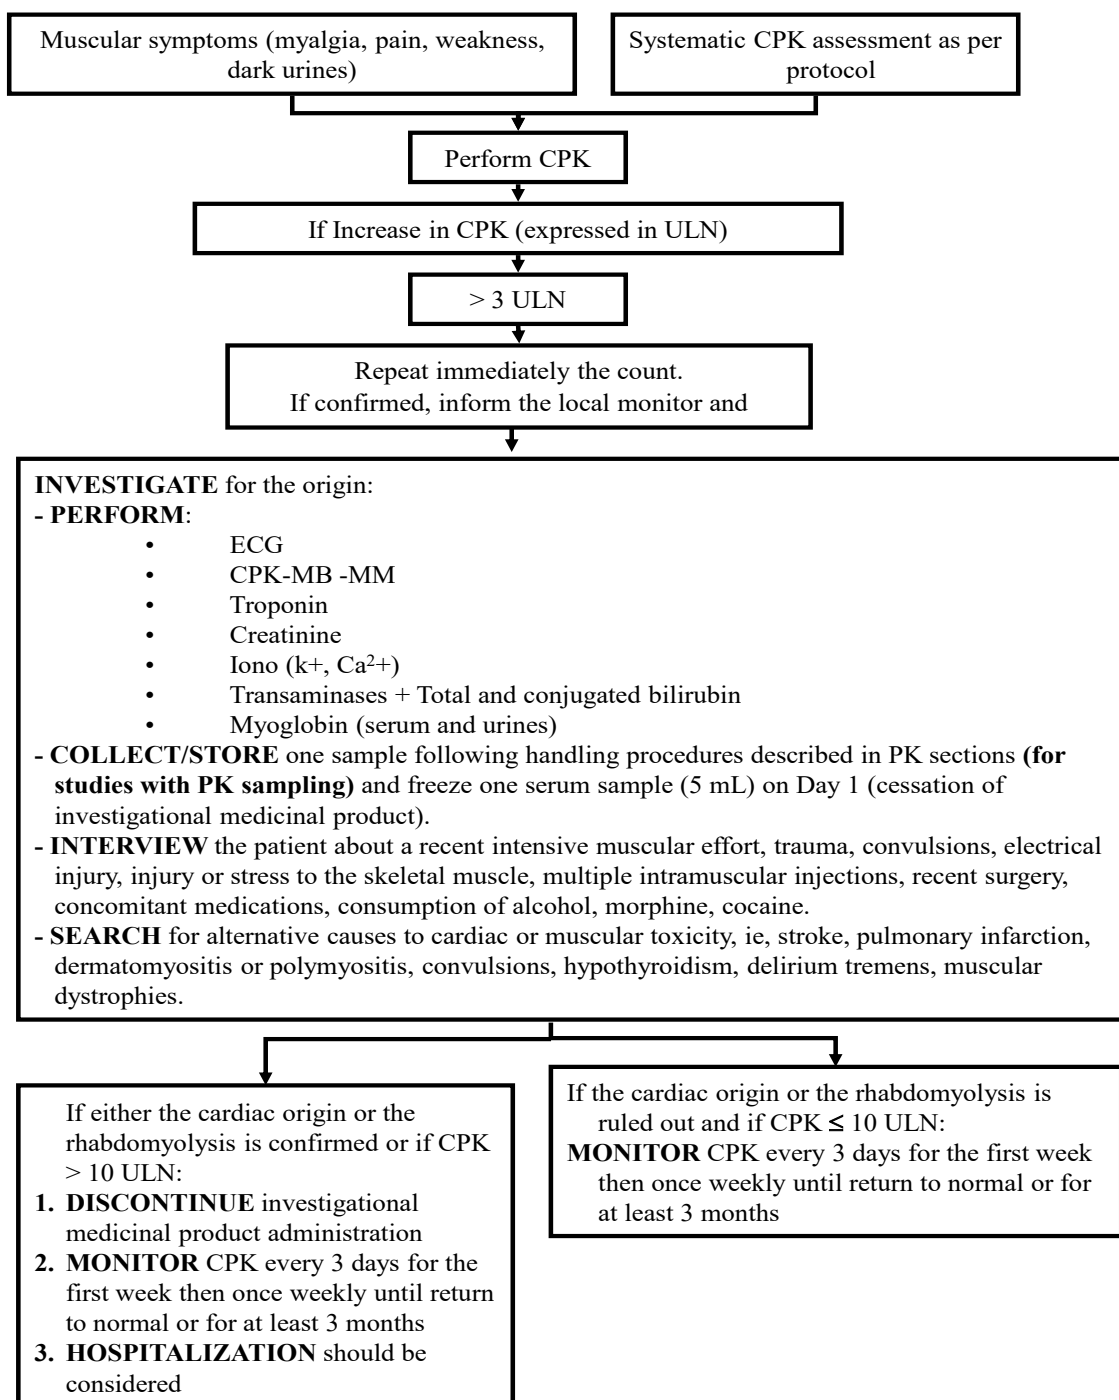 Muscular symptoms (myalgia, pain, weakness,
dark urines)
Systematic CPK assessment as per
protocol
Perform CPK
If Increase in CPK (expressed in ULN)
> 3 ULN
Repeat immediately the count.
If confirmed, inform the local monitor and
INVESTIGATE for the origin:
- PERFORM:
• ECG
• CPK-MB -MM
• Troponin
• Creatinine
• Iono (k+, Ca²+)
• Transaminases + Total and conjugated bilirubin
• Myoglobin (serum and urines)
- COLLECT/STORE one sample following handling procedures described in PK sections (for
studies with PK sampling) and freeze one serum sample (5 mL) on Day 1 (cessation of
investigational medicinal product).
- INTERVIEW the patient about a recent intensive muscular effort, trauma, convulsions, electrical
injury, injury or stress to the skeletal muscle, multiple intramuscular injections, recent surgery,
concomitant medications, consumption of alcohol, morphine, cocaine.
- SEARCH for alternative causes to cardiac or muscular toxicity, ie, stroke, pulmonary infarction,
dermatomyositis or polymyositis, convulsions, hypothyroidism, delirium tremens, muscular
dystrophies.
If either the cardiac origin or the
rhabdomyolysis is confirmed or if CPK
> 10 ULN:
1. DISCONTINUE investigational
medicinal product administration
2. MONITOR CPK every 3 days for the
first week then once weekly until return
to normal or for at least 3 months
3. HOSPITALIZATION should be
considered
If the cardiac origin or the rhabdomyolysis is
ruled out and if CPK ≤ 10 ULN:
MONITOR CPK every 3 days for the first week
then once weekly until return to normal or for
at least 3 months